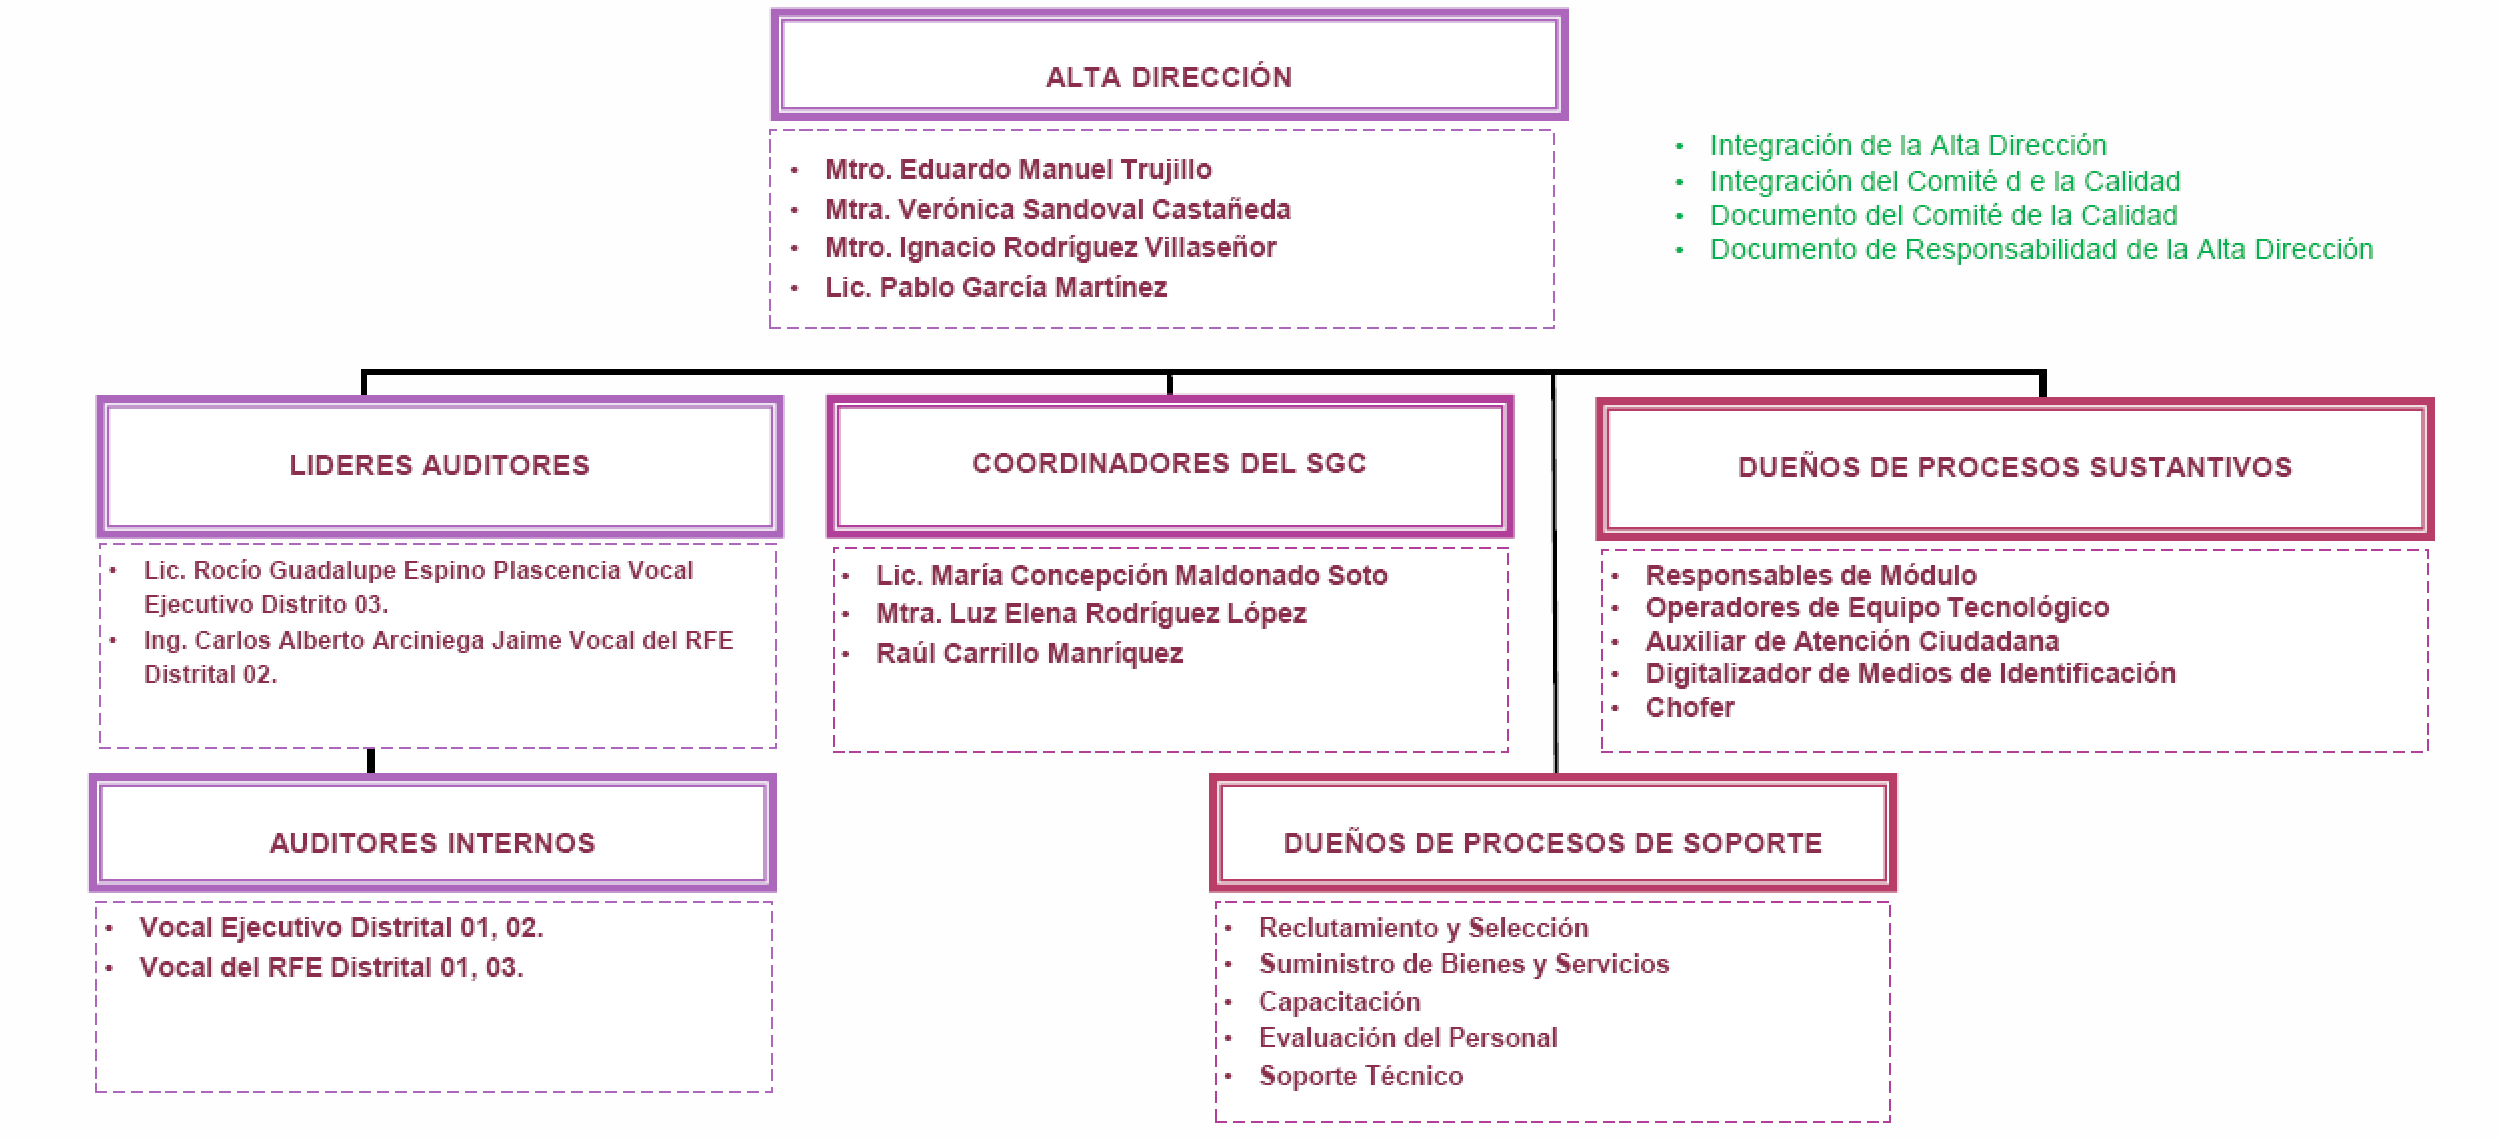 ALTA DIRECCIÓN
• Mtro. Eduardo Manuel Trujillo
• Mtra. Verónica Sandoval Castañeda
• Mtro. Ignacio Rodríguez Villaseñor
• Lic. Pablo García Martínez
• Integración de la Alta Dirección
• Integración del Comité d e la Calidad
• Documento del Comité de la Calidad
• Documento de Responsabilidad de la Alta Dirección
LIDERES AUDITORES
• Lic. Rocío Guadalupe Espino Plascencia Vocal
Ejecutivo Distrito 03.
• Ing. Carlos Alberto Arciniega Jaime Vocal del RFE
Distrital 02.
COORDINADORES DEL SGC
• Lic. María Concepción Maldonado Soto
• Mtra. Luz Elena Rodríguez López
• Raúl Carrillo Manríquez
DUEÑOS DE PROCESOS SUSTANTIVOS
• Responsables de Módulo
• Operadores de Equipo Tecnológico
• Auxiliar de Atención Ciudadana
• Digitalizador de Medios de Identificación
• Chofer
AUDITORES INTERNOS
• Vocal Ejecutivo Distrital 01, 02.
• Vocal del RFE Distrital 01, 03.
DUEÑOS DE PROCESOS DE SOPORTE
• Reclutamiento y Selección
• Suministro de Bienes y Servicios
• Capacitación
• Evaluación del Personal
• Soporte Técnico